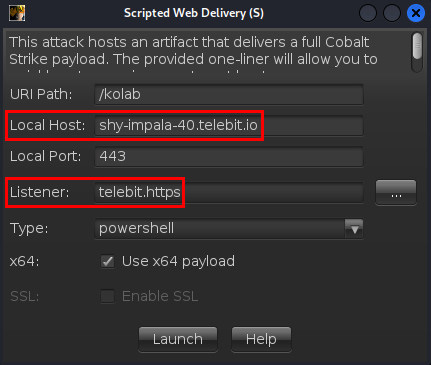 Scripted Web Delivery (S)
This attack hosts an artifact that delivers a full Cobalt
Strike payload. The provided one-liner will allow you to
URI Path: /kolab
Local Host: shy-impala-40.telebit.io
Local Port: 443
Listener: telebit.https ...
Type: powershell
x64: Use x64 payload
SSL: Enable SSL
Launch Help